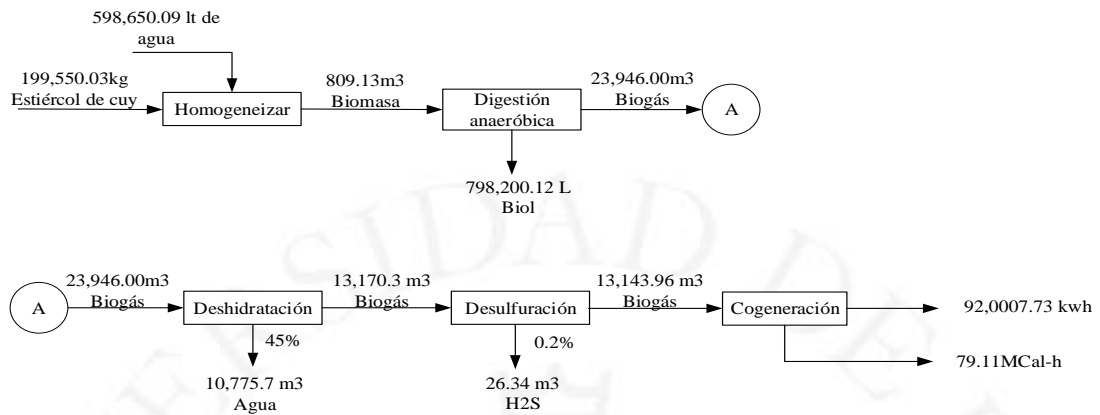 598,650.09 lt de
agua
199,550.03kg
Estiércol de cuy
Homogeneizar
809.13m3
Biomasa
Digestión
anaeróbica
23,946.00m3
Biogás
A
798,200.12 L
Biol
A
23,946.00m3
Biogás
Deshidratación
13,170.3 m3
Biogás
Desulfuración
13,143.96 m3
Biogás
Cogeneración
92,0007.73 kwh
45%
0.2%
79.11MCal-h
10,775.7 m3
Agua
26.34 m3
H2S
ERSIDAD DE